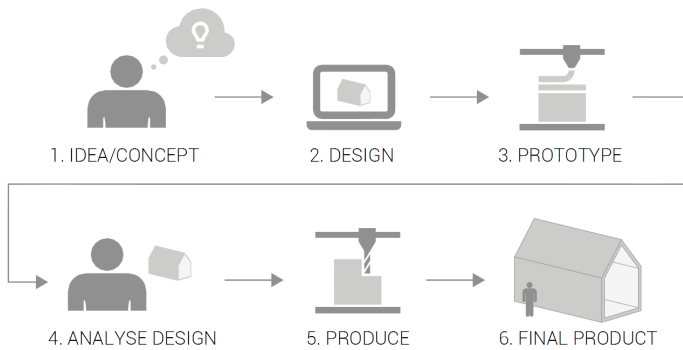 1. IDEA/CONCEPT
2. DESIGN
3. PROTOTYPE
4. ANALYSE DESIGN
5. PRODUCE
6. FINAL PRODUCT